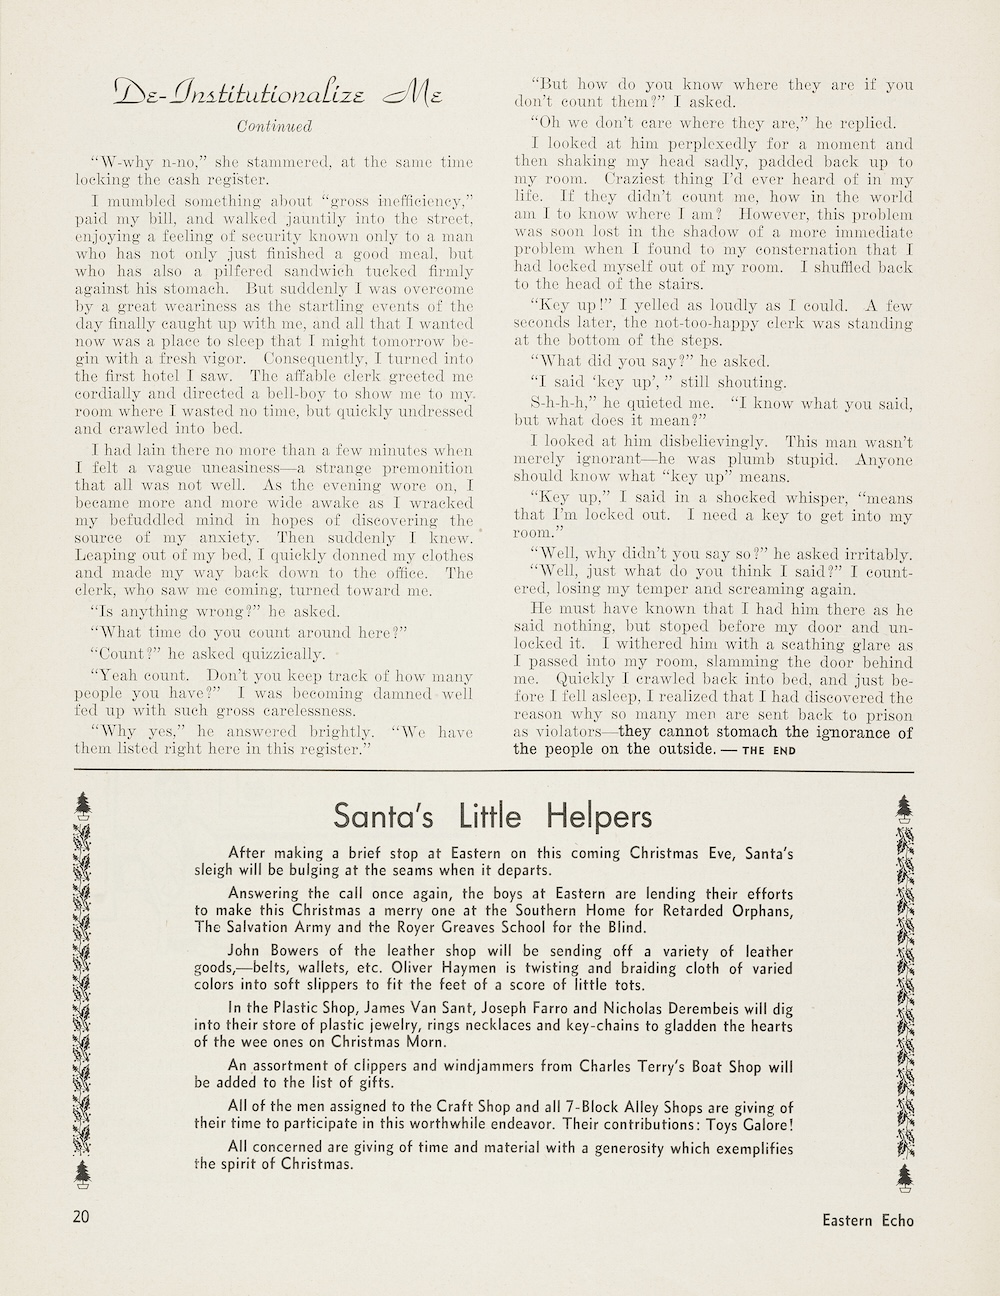 De-Institutionalize Me
Continued
"W-why n-no," she stammered, at the same time
locking the cash register.
I mumbled something about "gross inefficiency,"
paid my bill, and walked jauntily into the street,
enjoying a feeling of security known only to a man
who has not only just finished a good meal, but
who has also a pilfered sandwich tucked firmly
against his stomach. But suddenly I was overcome
by a great weariness as the startling events of the
day finally caught up with me, and all that I wanted
now was a place to sleep that I might tomorrow be-
gin with a fresh vigor. Consequently, I turned into
the first hotel I saw. The affable clerk greeted me
cordially and directed a bell-boy to show me to my
room where I wasted no time, but quickly undressed
and crawled into bed.
I had lain there no more than a few minutes when
I felt a vague uneasiness—a strange premonition
that all was not well. As the evening wore on, I
became more and more wide awake as I wracked
my befuddled mind in hopes of discovering the
source of my anxiety. Then suddenly I knew.
Leaping out of my bed, I quickly donned my clothes
and made my way back down to the office. The
clerk, who saw me coming, turned toward me.
"Is anything wrong?" he asked.
"What time do you count around here?"
"Count?" he asked quizzically.
"Yeah count. Don't you keep track of how many
people you have?" I was becoming damned well
fed up with such gross carelessness.
"Why yes," he answered brightly. "We have
them listed right here in this register."
"But how do you know where they are if you
don't count them?" I asked.
"Oh we don't care where they are," he replied.
I looked at him perplexedly for a moment and
then shaking my head sadly, padded back up to
my room. Craziest thing I'd ever heard of in my
life. If they didn't count me, how in the world
am I to know where I am? However, this problem
was soon lost in the shadow of a more immediate
problem when I found to my consternation that I
had locked myself out of my room. I shuffled back
to the head of the stairs.
"Key up!" I yelled as loudly as I could. A few
seconds later, the not-too-happy clerk was standing
at the bottom of the steps.
"What did you say?" he asked.
"I said 'key up'," still shouting.
S-h-h-h," he quieted me. "I know what you said,
but what does it mean?"
I looked at him disbelievingly. This man wasn't
merely ignorant—he was plumb stupid. Anyone
should know what "key up" means.
"Key up," I said in a shocked whisper, "means
that I'm locked out. I need a key to get into my
room."
"Well, why didn't you say so?" he asked irritably.
"Well, just what do you think I said?" I count-
ered, losing my temper and screaming again.
He must have known that I had him there as he
said nothing, but stoped before my door and un-
locked it. I withered him with a scathing glare as
I passed into my room, slamming the door behind
me. Quickly I crawled back into bed, and just be-
fore I fell asleep, I realized that I had discovered the
reason why so many men are sent back to prison
as violators—they cannot stomach the ignorance of
the people on the outside. — THE END
Santa's Little Helpers
After making a brief stop at Eastern on this coming Christmas Eve, Santa's
sleigh will be bulging at the seams when it departs.
Answering the call once again, the boys at Eastern are lending their efforts
to make this Christmas a merry one at the Southern Home for Retarded Orphans,
The Salvation Army and the Royer Greaves School for the Blind.
John Bowers of the leather shop will be sending off a variety of leather
goods,—belts, wallets, etc. Oliver Haymen is twisting and braiding cloth of varied
colors into soft slippers to fit the feet of a score of little tots.
In the Plastic Shop, James Van Sant, Joseph Farro and Nicholas Derembeis will dig
into their store of plastic jewelry, rings necklaces and key-chains to gladden the hearts
of the wee ones on Christmas Morn.
An assortment of clippers and windjammers from Charles Terry's Boat Shop will
be added to the list of gifts.
All of the men assigned to the Craft Shop and all 7-Block Alley Shops are giving of
their time to participate in this worthwhile endeavor. Their contributions: Toys Galore!
All concerned are giving of time and material with a generosity which exemplifies
the spirit of Christmas.
20
Eastern Echo